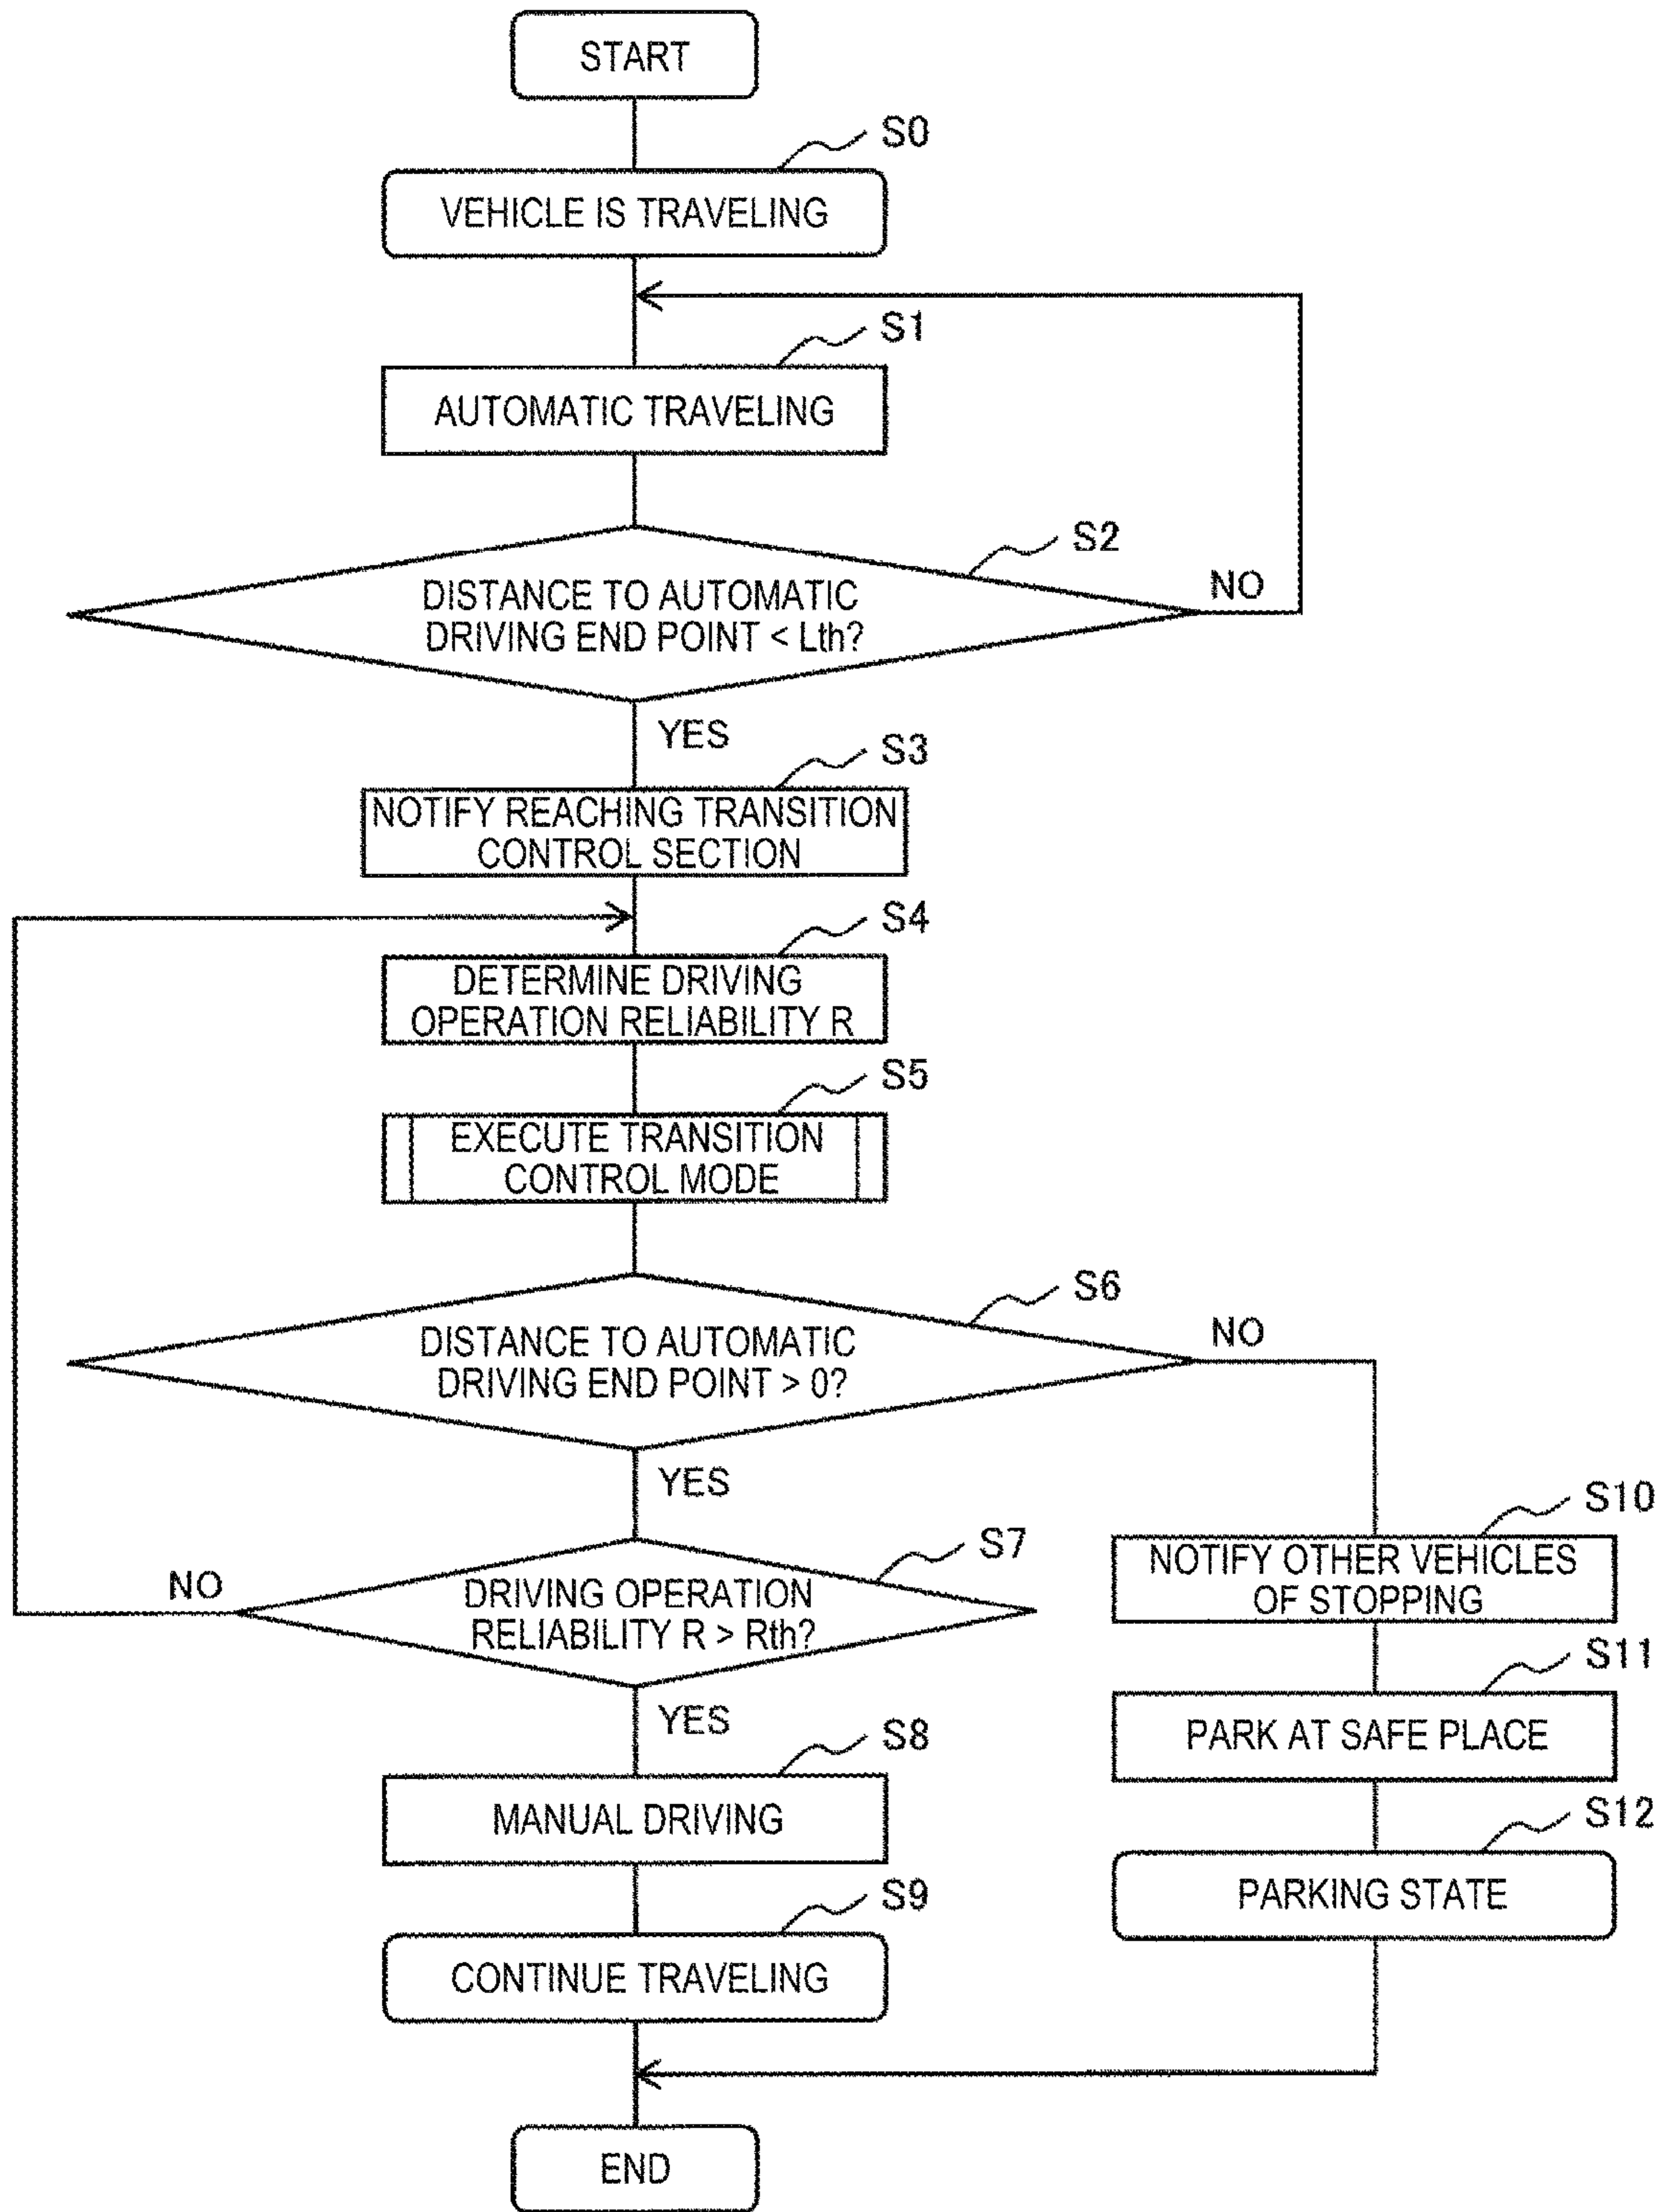 START
S0
VEHICLE IS TRAVELING
S1
AUTOMATIC TRAVELING
S2
DISTANCE TO AUTOMATIC
DRIVING END POINT < Lth?
NO
YES
S3
NOTIFY REACHING TRANSITION
CONTROL SECTION
S4
DETERMINE DRIVING
OPERATION RELIABILITY R
S5
EXECUTE TRANSITION
CONTROL MODE
S6
DISTANCE TO AUTOMATIC
DRIVING END POINT > 0?
NO
YES
S7
DRIVING OPERATION
RELIABILITY R > Rth?
NO
YES
S8
MANUAL DRIVING
S9
CONTINUE TRAVELING
S10
NOTIFY OTHER VEHICLES
OF STOPPING
S11
PARK AT SAFE PLACE
S12
PARKING STATE
END